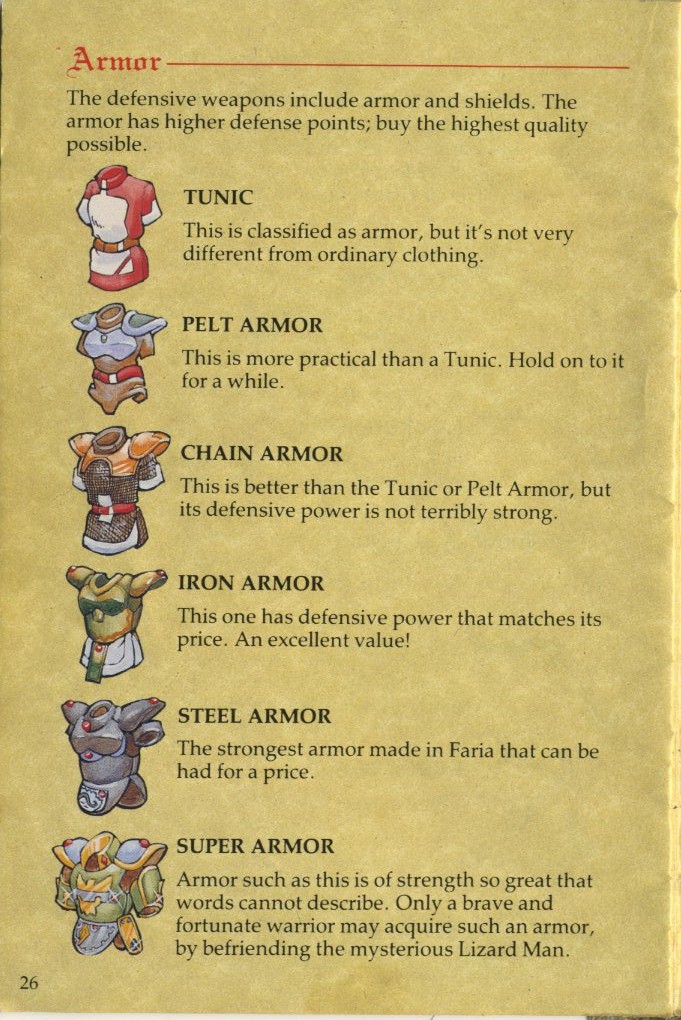 Armor
The defensive weapons include armor and shields. The
armor has higher defense points; buy the highest quality
possible.
TUNIC
This is classified as armor, but it's not very
different from ordinary clothing.
PELT ARMOR
This is more practical than a Tunic. Hold on to it
for a while.
CHAIN ARMOR
This is better than the Tunic or Pelt Armor, but
its defensive power is not terribly strong.
IRON ARMOR
This one has defensive power that matches its
price. An excellent value!
STEEL ARMOR
The strongest armor made in Faria that can be
had for a price.
SUPER ARMOR
Armor such as this is of strength so great that
words cannot describe. Only a brave and
fortunate warrior may acquire such an armor,
by befriending the mysterious Lizard Man.
26